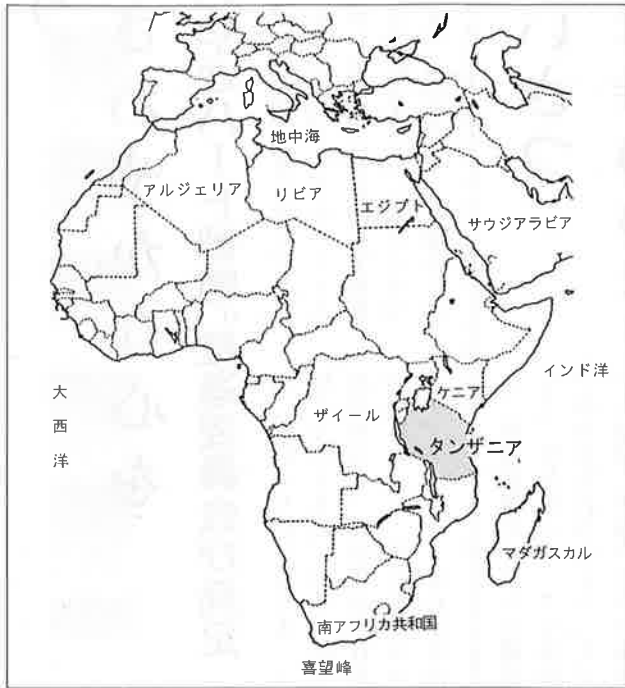 地中海
アルジェリア
リビア
エジプト
サウジアラビア
大西洋
インド洋
ケニア
ザイール
タンザニア
マダガスカル
南アフリカ共和国
喜望峰